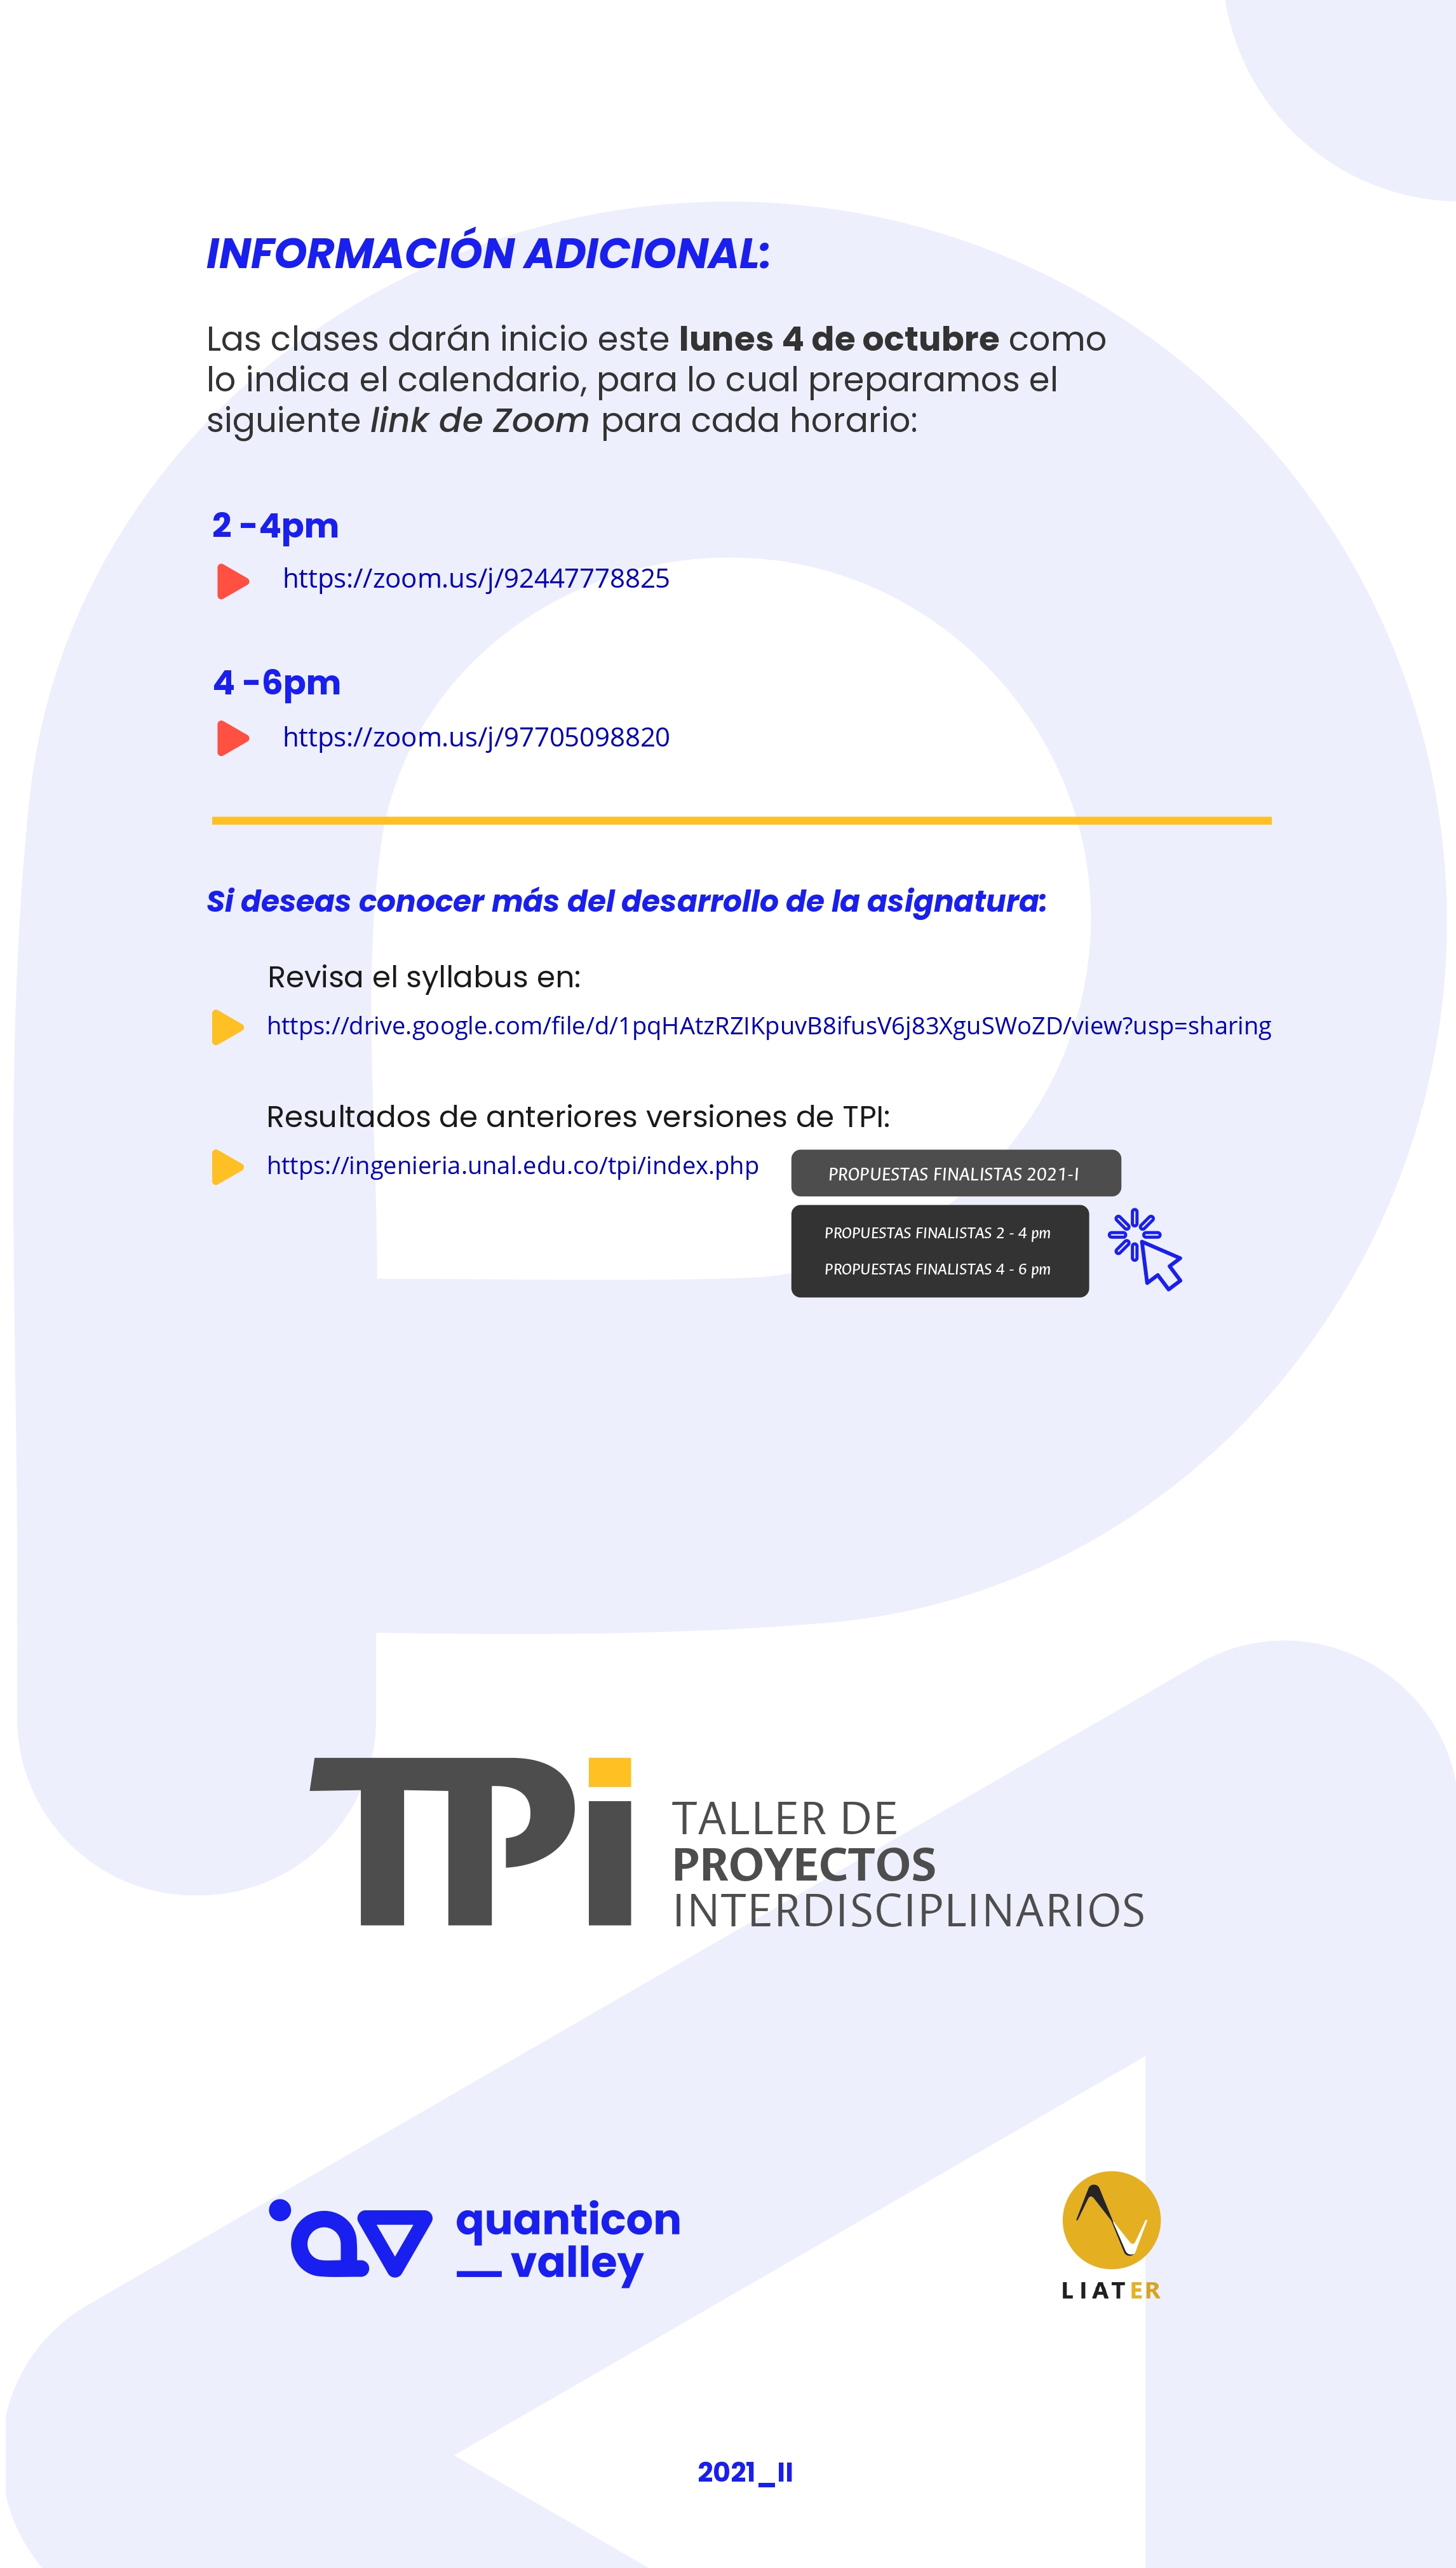 INFORMACIÓN ADICIONAL:
Las clases darán inicio este lunes 4 de octubre como
lo indica el calendario, para lo cual preparamos el
siguiente link de Zoom para cada horario:
2 -4pm
https://zoom.us/j/92447778825
4 -6pm
https://zoom.us/j/97705098820
Si deseas conocer más del desarrollo de la asignatura:
Revisa el syllabus en:
https://drive.google.com/file/d/1pqHAtzRZIKpuvB8ifusV6j83XguSWoZD/view?usp=sharing
Resultados de anteriores versiones de TPI:
https://ingenieria.unal.edu.co/tpi/index.php
PROPUESTAS FINALISTAS 2021-I
PROPUESTAS FINALISTAS 2 - 4 pm
PROPUESTAS FINALISTAS 4 - 6 pm
TPi
TALLER DE
PROYECTOS
INTERDISCIPLINARIOS
quanticon
_valley
LIATER
2021_II